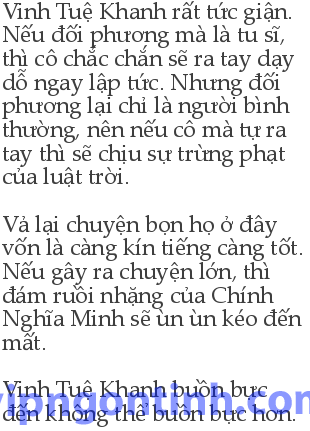 Vinh Tuệ Khanh rất tức giận.
Nếu đối phương mà là tu sĩ,
thì cô chắc chắn sẽ ra tay dạy
dỗ ngay lập tức. Nhưng đối
phương lại chỉ là người bình
thường, nên nếu cô mà tự ra
tay thì sẽ chịu sự trừng phạt
của luật trời.
Vả lại chuyện bọn họ ở đây
vốn là càng kín tiếng càng tốt.
Nếu gây ra chuyện lớn, thì
đám ruồi nhặng của Chính
Nghĩa Minh sẽ ùn ùn kéo đến
mất.
Vinh Tuệ Khanh buồn bực
vipngontinh.com
đến không thể buồn bực hơn.